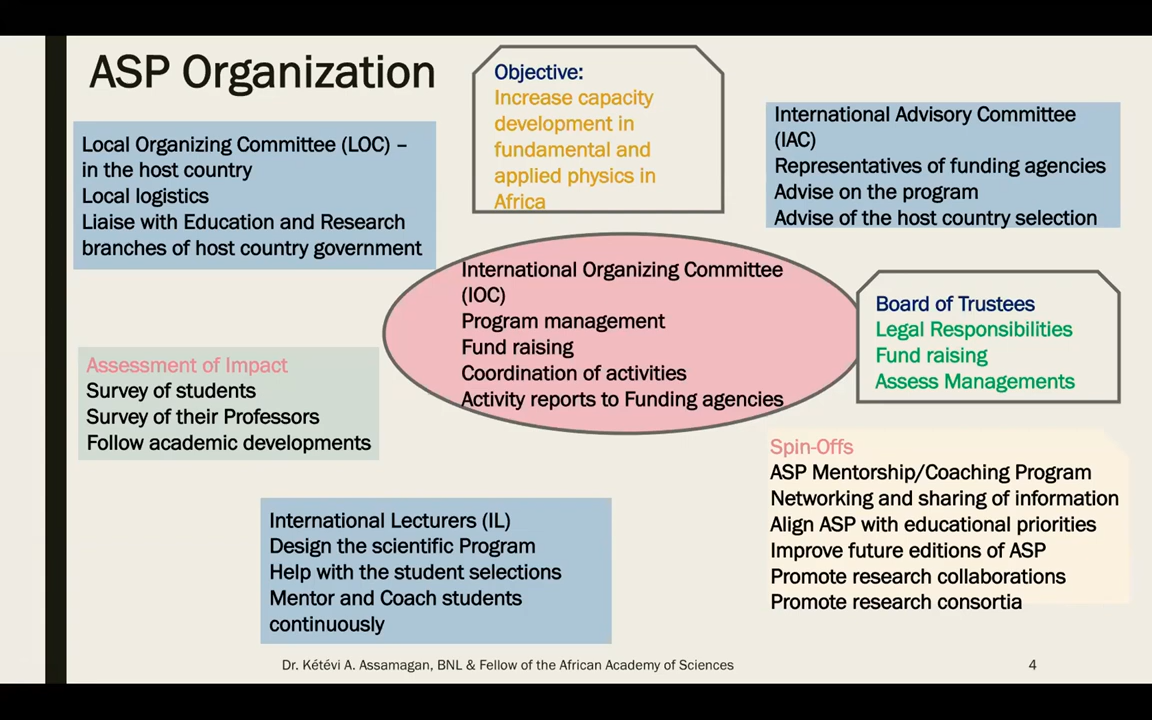 ASP Organization
Objective:
Increase capacity
development in
fundamental and
applied physics in
Africa
International Advisory Committee
(IAC)
Representatives of funding agencies
Advise on the program
Advise of the host country selection
Local Organizing Committee (LOC) –
in the host country
Local logistics
Liaise with Education and Research
branches of host country government
International Organizing Committee
(IOC)
Program management
Fund raising
Coordination of activities
Activity reports to Funding agencies
Board of Trustees
Legal Responsibilities
Fund raising
Assess Managements
Assessment of Impact
Survey of students
Survey of their Professors
Follow academic developments
Spin-Offs
ASP Mentorship/Coaching Program
Networking and sharing of information
Align ASP with educational priorities
Improve future editions of ASP
Promote research collaborations
Promote research consortia
International Lecturers (IL)
Design the scientific Program
Help with the student selections
Mentor and Coach students
continuously
Dr. Kétévi A. Assamagan, BNL & Fellow of the African Academy of Sciences
4